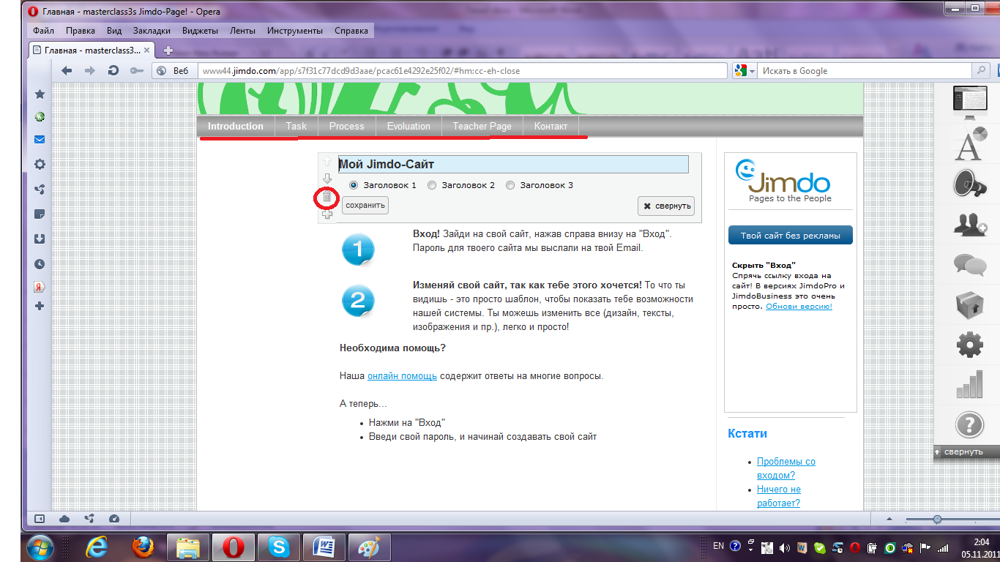 Главная - masterclass3s Jimdo-Page! - Opera
Файл Правка Вид Закладки Виджеты Ленты Инструменты Справка
Главная - masterclass3...
Веб www44.jimdo.com/app/s7f31c77dcd9d3aae/pcac61e4292e25f02/#hm:cc-eh-close Искать в Google
Introduction Task Process Evoluation Teacher Page Контакт
Мой Jimdo-Сайт
Заголовок 1 Заголовок 2 Заголовок 3
сохранить свернуть
1
Вход! Зайди на свой сайт, нажав справа внизу на "Вход".
Пароль для твоего сайта мы выслали на твой Email.
2
Изменяй свой сайт, так как тебе этого хочется! То что ты
видишь - это просто шаблон, чтобы показать тебе возможности
нашей системы. Ты можешь изменить все (дизайн, тексты,
изображения и пр.), легко и просто!
Необходима помощь?
Наша онлайн помощь содержит ответы на многие вопросы.
А теперь...
Нажми на "Вход"
Введи свой пароль, и начинай создавать свой сайт
Jimdo
Pages to the People
Твой сайт без рекламы
Скрыть "Вход"
Спрячь ссылку входа на
сайт! В версиях JimdoPro и
JimdoBusiness это очень
просто. Обнови версию!
Кстати
Проблемы со
входом?
Ничего не
работает?
свернуть
EN
2:04
05.11.201